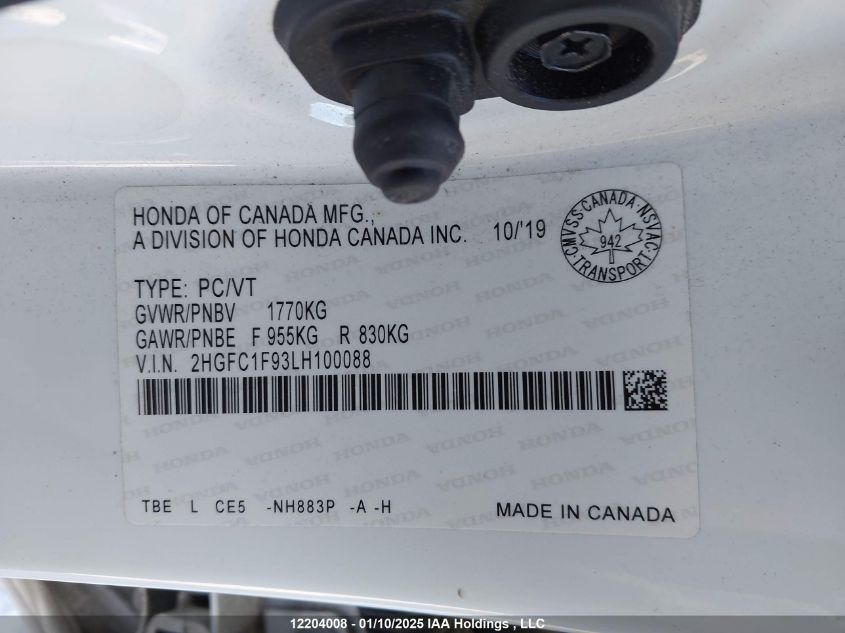 HONDA OF CANADA MFG.,
A DIVISION OF HONDA CANADA INC. 10/'19
CMVSS-CANADA-NSVAC
942
-TRANSPORT-
TYPE: PC/VT
GVWR/PNBV 1770KG
GAWR/PNBE F 955KG R 830KG
V.I.N. 2HGFC1F93LH100088
TBE L CE5 -NH883P -A -H
MADE IN CANADA
12204008 - 01/10/2025 IAA Holdings , LLC